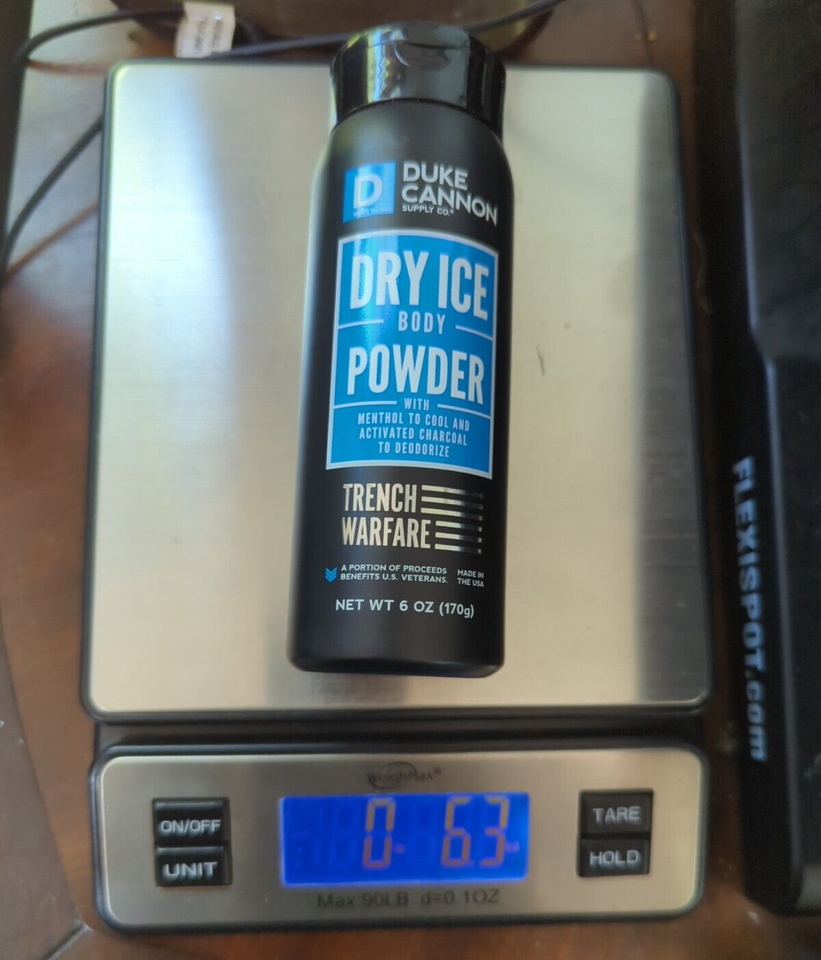 D
DUKE
CANNON
SUPPLY CO.®
DRY ICE
BODY
POWDER
WITH
MENTHOL TO COOL AND
ACTIVATED CHARCOAL
TO DEODORIZE
TRENCH
WARFARE
A PORTION OF PROCEEDS
BENEFITS U.S. VETERANS.
MADE IN
THE USA
NET WT 6 OZ (170g)
FLEXISPOT.com
WeighMax®
ON/OFF
UNIT
0 6.3
TARE
HOLD
Max 90LB d=0.1OZ